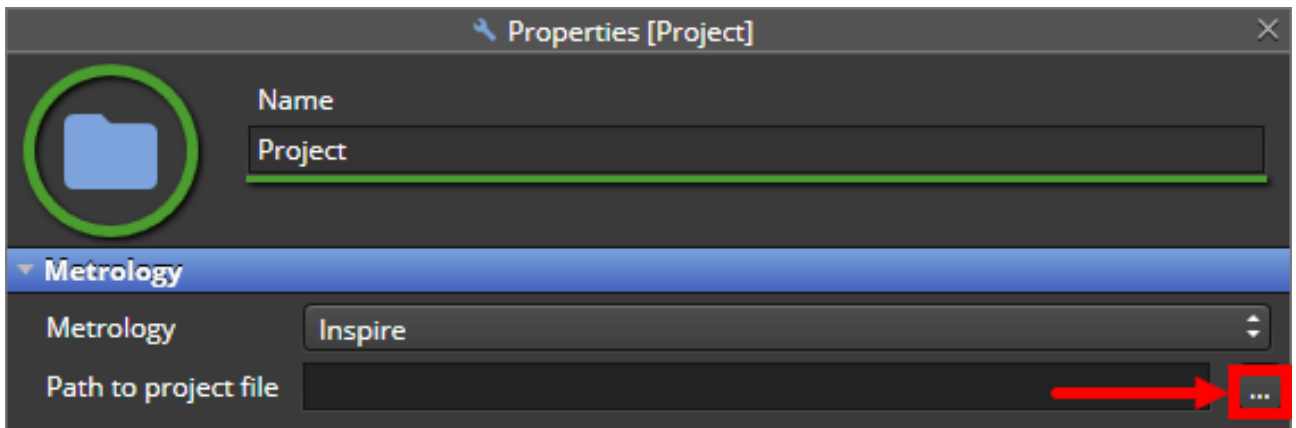 Properties [Project]
Name
Project
Metrology
Metrology Inspire
Path to project file ...